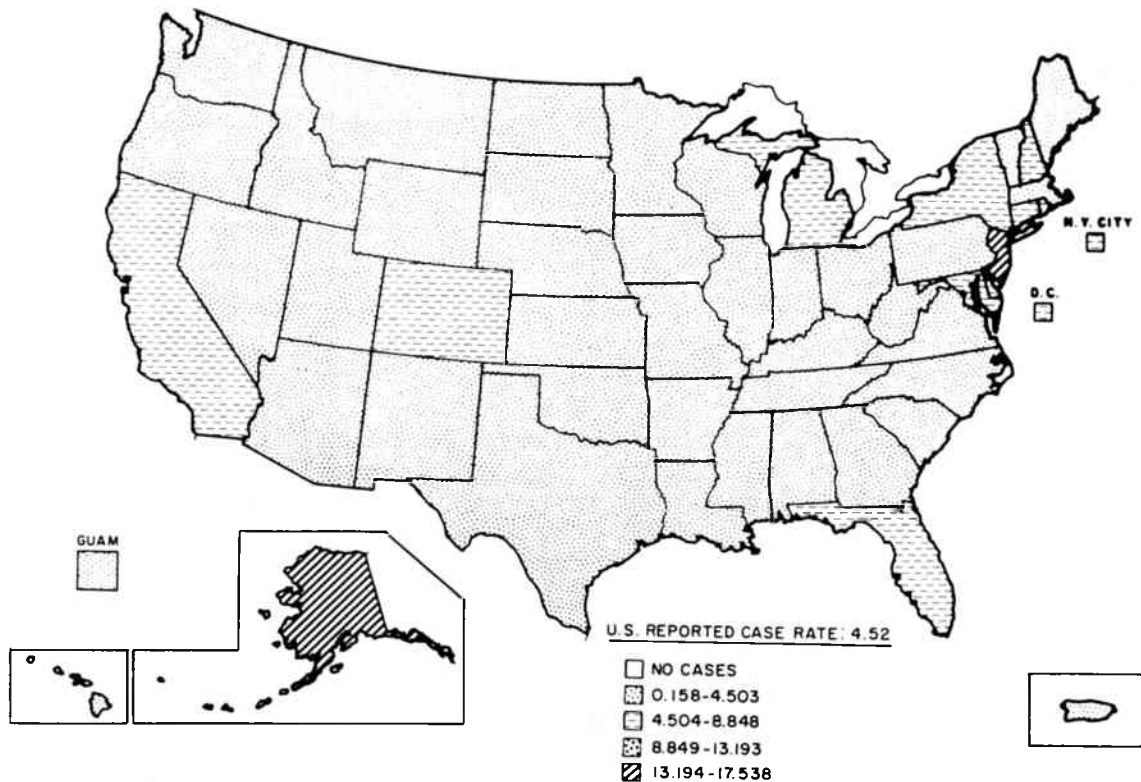 N.Y. CITY
D.C.
GUAM
U.S. REPORTED CASE RATE: 4.52
NO CASES
0.158-4.503
4.504-8.848
8.849-13.193
13.194-17.538